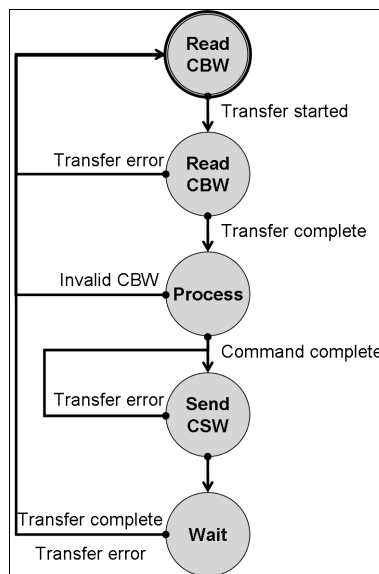 Read
CBW
Transfer started
Transfer error
Read
CBW
Transfer complete
Invalid CBW
Process
Command complete
Transfer error
Send
CSW
Transfer complete
Wait
Transfer error